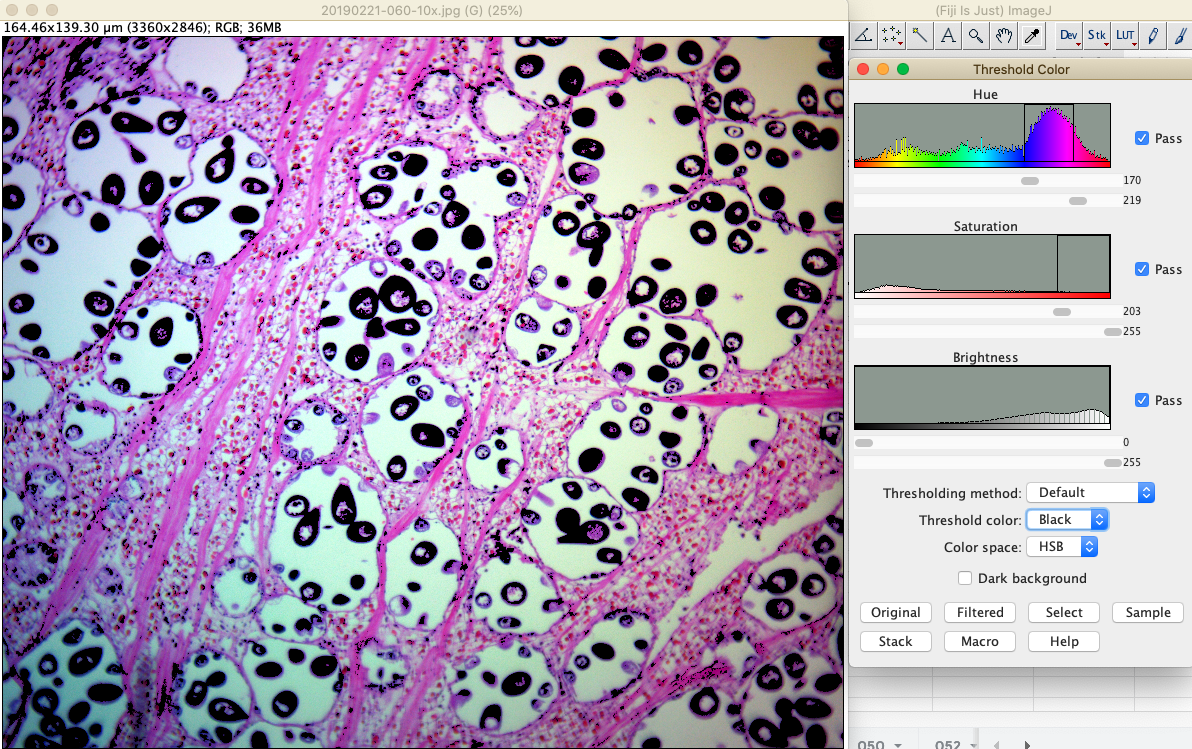 20190221-060-10x.jpg (G) (25%)
164.46x139.30 µm (3360x2846); RGB; 36MB
(Fiji Is Just) ImageJ
A Dev Stk LUT
Threshold Color
Hue
Pass
170
219
Saturation
Pass
203
255
Brightness
Pass
0
255
Thresholding method: Default
Threshold color: Black
Color space: HSB
Dark background
Original Filtered Select Sample
Stack Macro Help
050 052